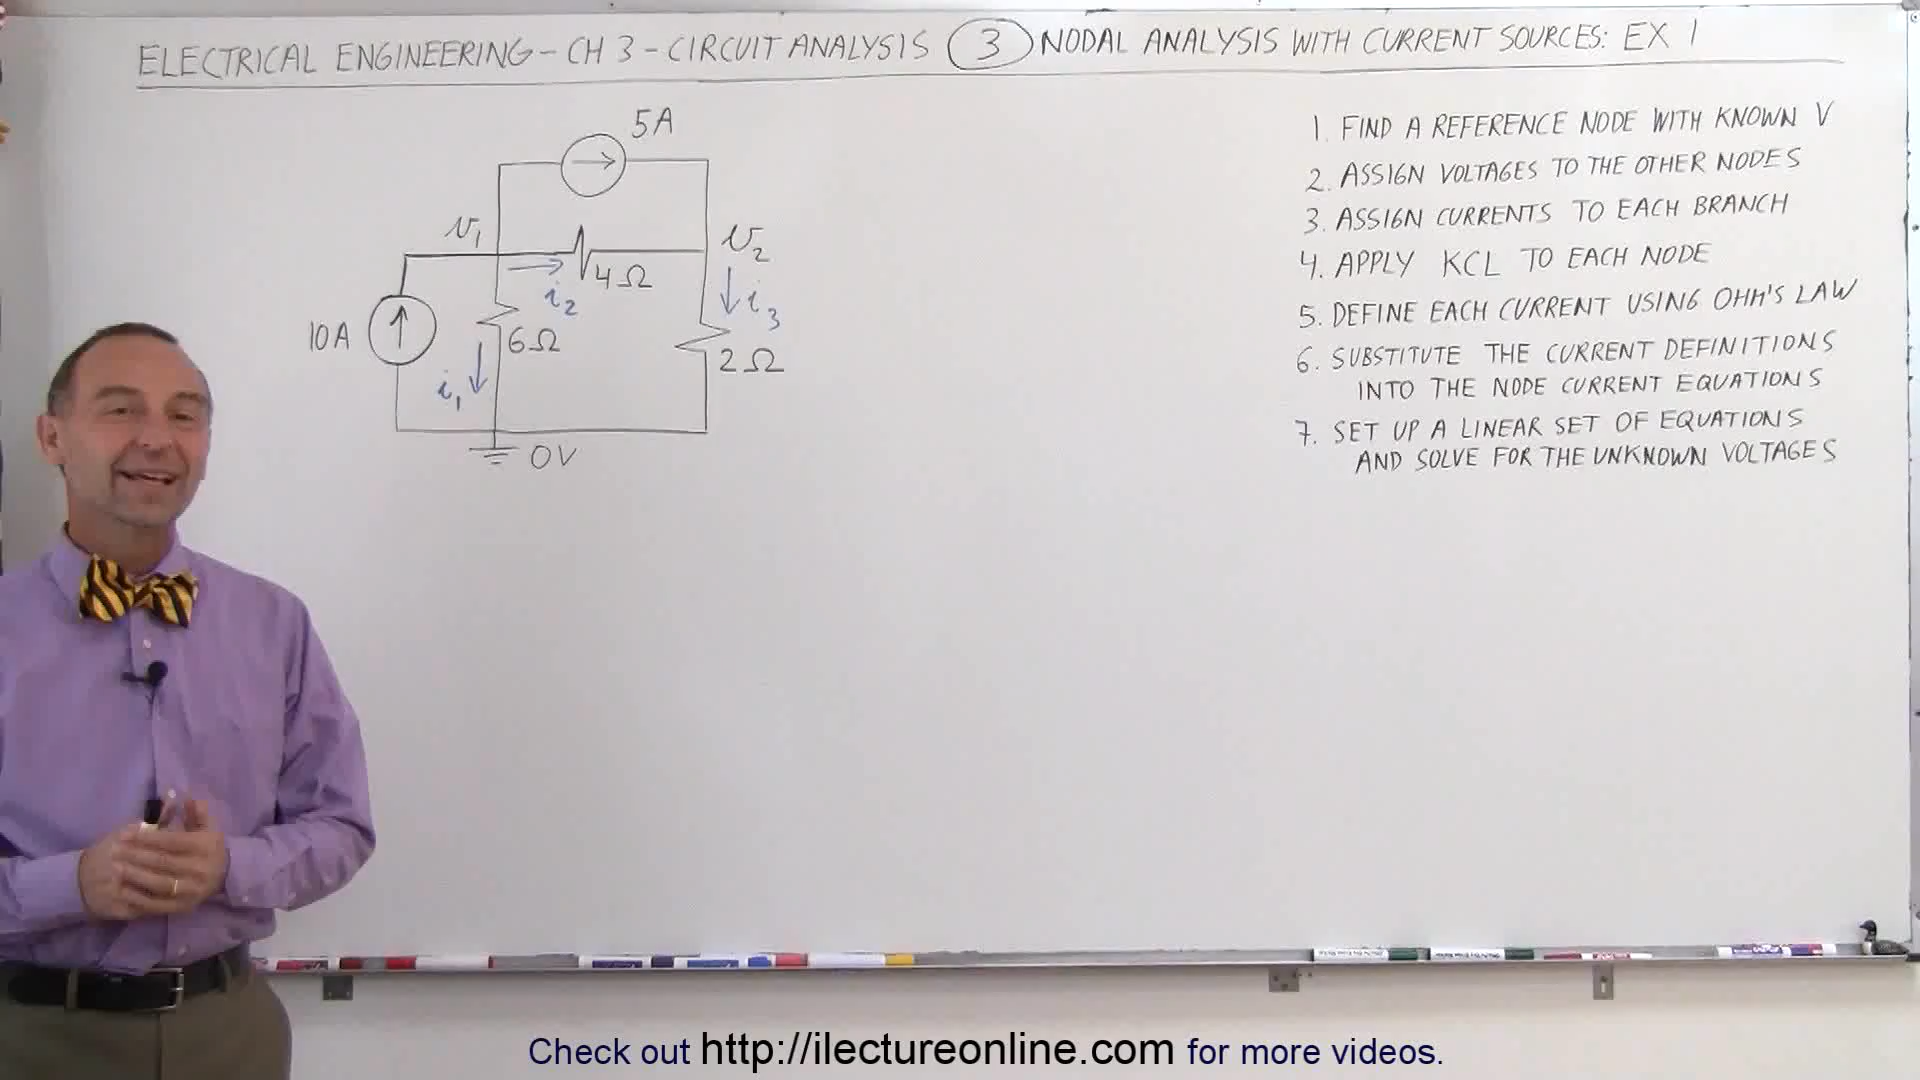 ELECTRICAL ENGINEERING - CH 3 - CIRCUIT ANALYSIS 3 NODAL ANALYSIS WITH CURRENT SOURCES: EX 1
5A
v1
v2
4Ω
i2
i3
10A
6Ω
2Ω
i1
0V
1. FIND A REFERENCE NODE WITH KNOWN V
2. ASSIGN VOLTAGES TO THE OTHER NODES
3. ASSIGN CURRENTS TO EACH BRANCH
4. APPLY KCL TO EACH NODE
5. DEFINE EACH CURRENT USING OHM'S LAW
6. SUBSTITUTE THE CURRENT DEFINITIONS
INTO THE NODE CURRENT EQUATIONS
7. SET UP A LINEAR SET OF EQUATIONS
AND SOLVE FOR THE UNKNOWN VOLTAGES
Check out http://ilectureonline.com for more videos.